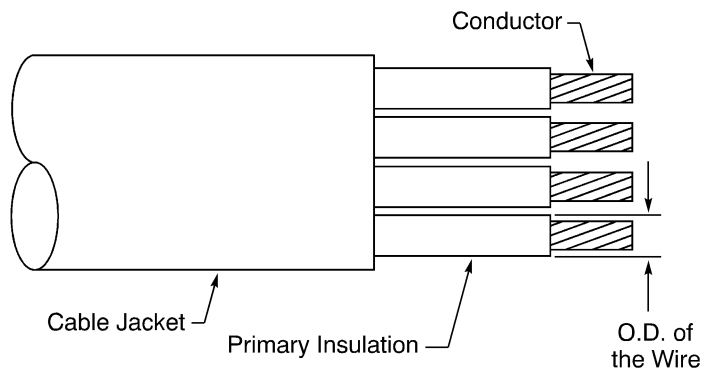 Conductor
Cable Jacket
Primary Insulation
O.D. of
the Wire